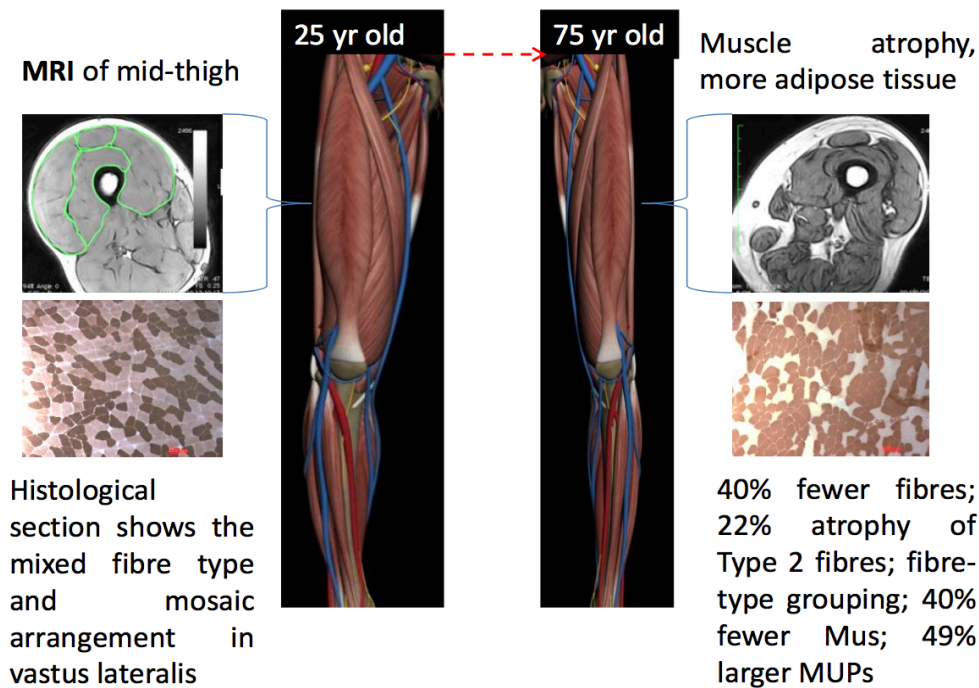 25 yr old
75 yr old
MRI of mid-thigh
Muscle atrophy,
more adipose tissue
2486
Histological
section shows the
mixed fibre type
and mosaic
arrangement in
vastus lateralis
40% fewer fibres;
22% atrophy of
Type 2 fibres; fibre-
type grouping; 40%
fewer Mus; 49%
larger MUPs